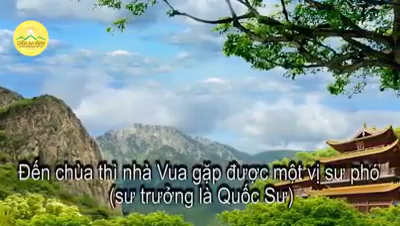 Đến chùa thì nhà Vua gặp được một vị sư phó
(sư trưởng là Quốc Sư)